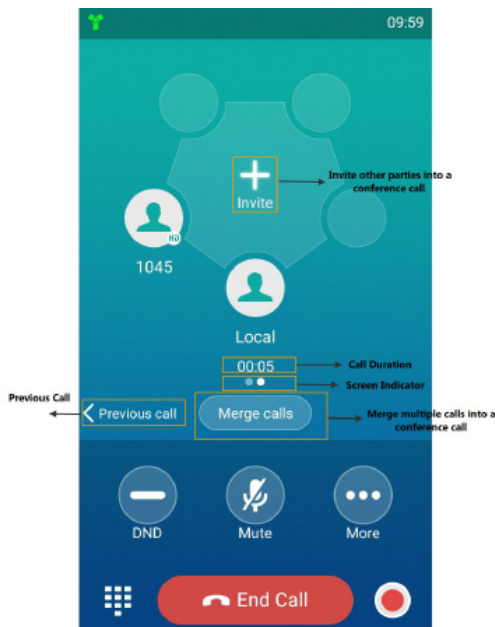 09:59
Invite
Invite other parties into a
conference call
HD
1045
Local
00:05
Call Duration
Screen Indicator
Previous Call
Previous call
Merge calls
Merge multiple calls into a
conference call
DND
Mute
More
End Call